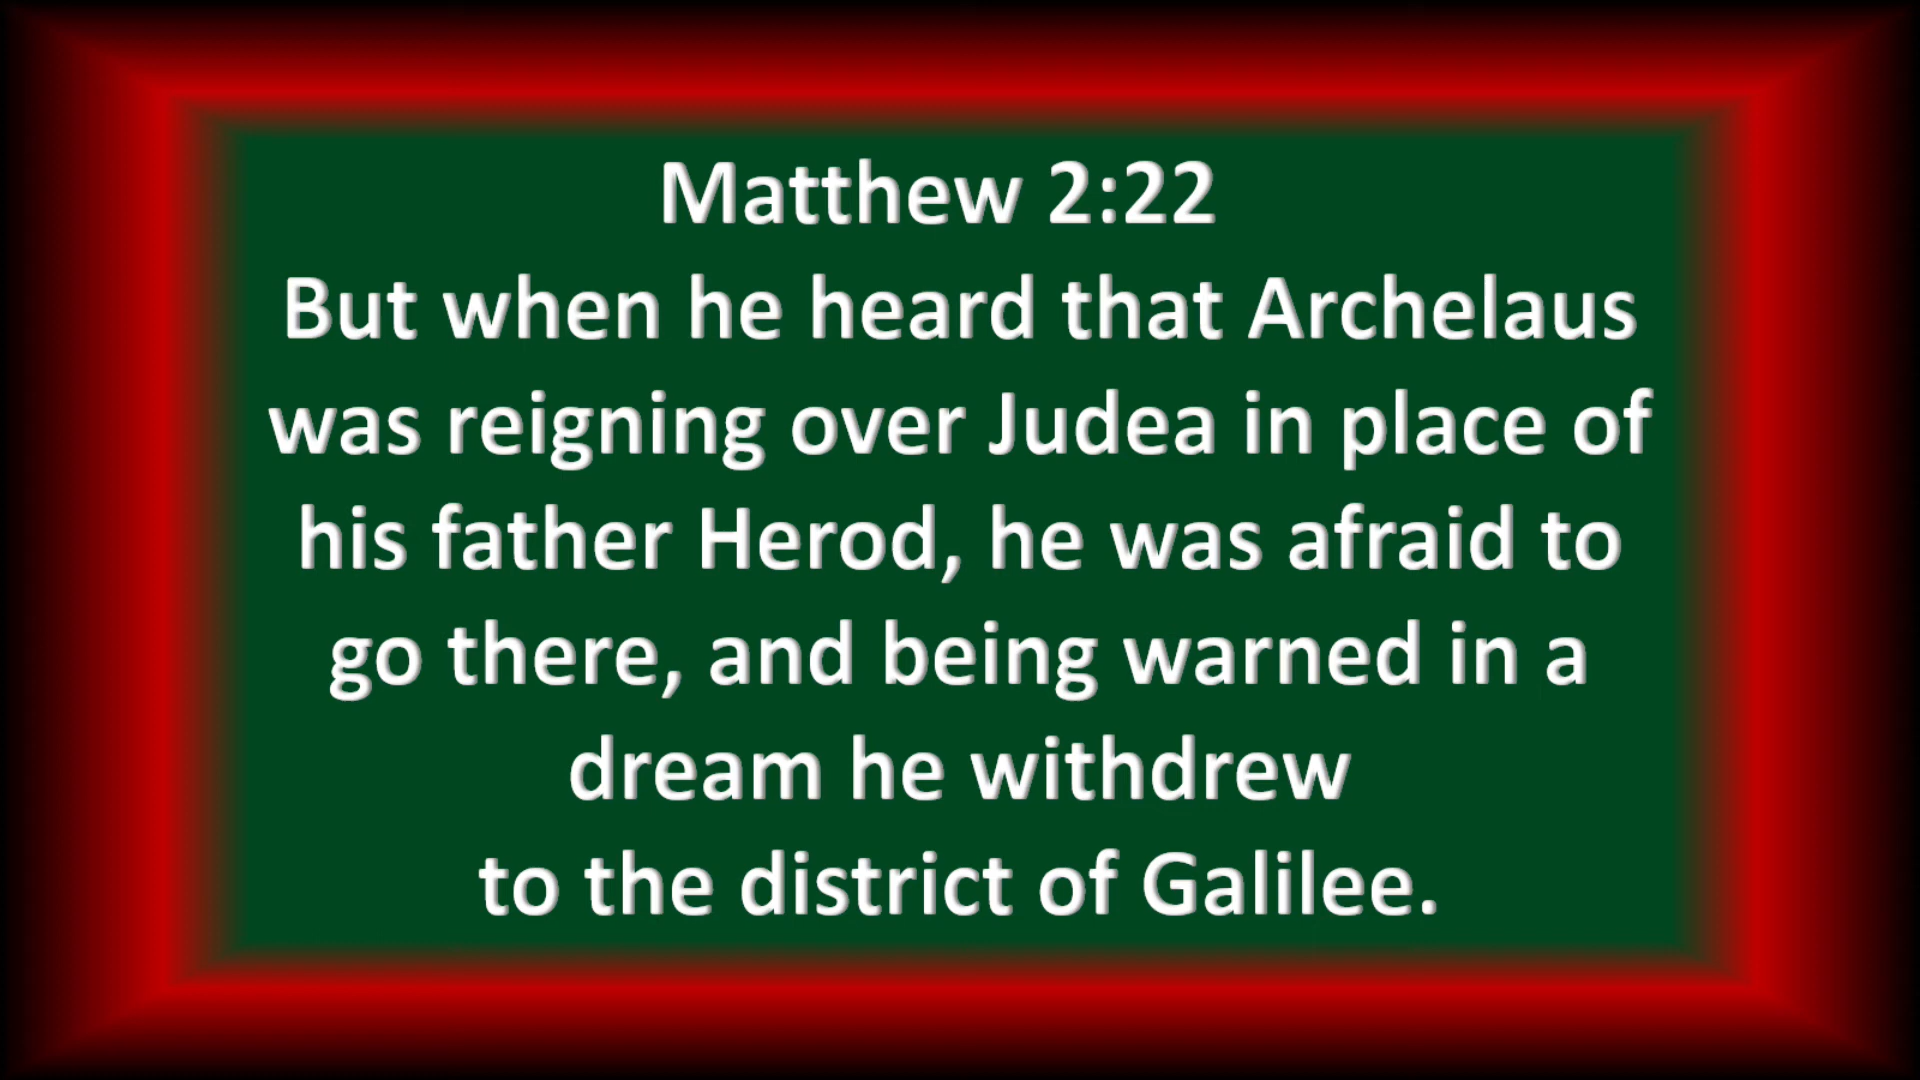 Matthew 2:22
But when he heard that Archelaus
was reigning over Judea in place of
his father Herod, he was afraid to
go there, and being warned in a
dream he withdrew
to the district of Galilee.